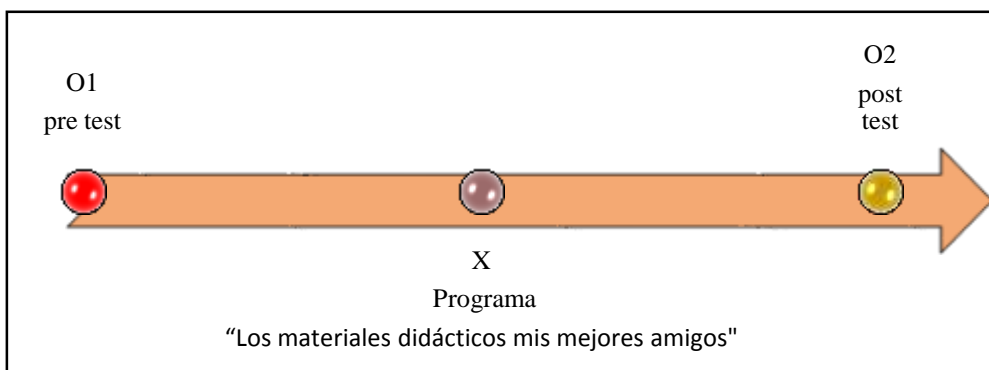 O1
pre test
O2
post
test
X
Programa
“Los materiales didácticos mis mejores amigos"